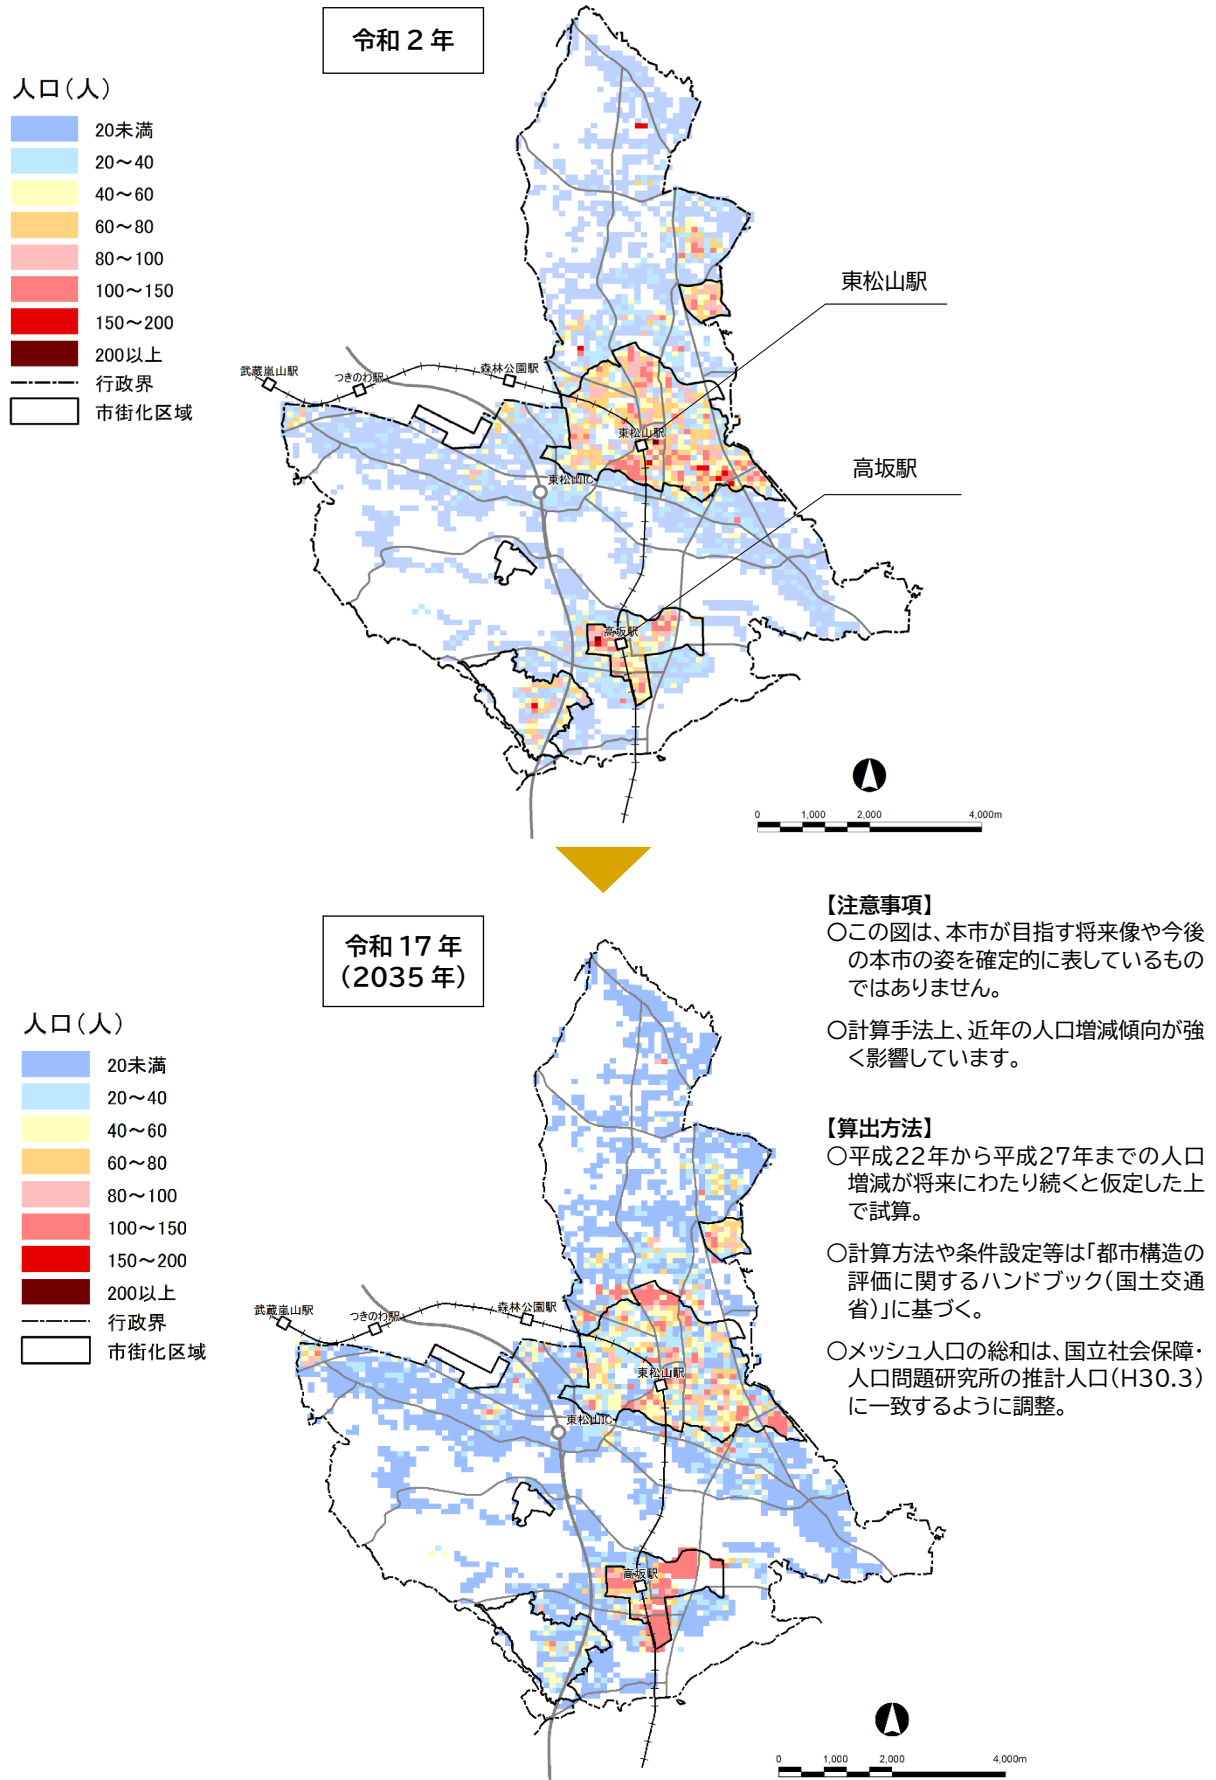 令和２年
人口（人）
20未満
20～40
40～60
60～80
80～100
100～150
150～200
200以上
行政界
市街化区域
東松山駅
高坂駅
武蔵嵐山駅
つきのわ駅
森林公園駅
東松山駅
東松山IC
高坂駅
0 1,000 2,000 4,000m
令和17年
（2035年）
人口（人）
20未満
20～40
40～60
60～80
80～100
100～150
150～200
200以上
行政界
市街化区域
武蔵嵐山駅
つきのわ駅
森林公園駅
東松山駅
東松山IC
高坂駅
0 1,000 2,000 4,000m
【注意事項】
○この図は、本市が目指す将来像や今後
の本市の姿を確定的に表しているもの
ではありません。
○計算手法上、近年の人口増減傾向が強
く影響しています。
【算出方法】
○平成22年から平成27年までの人口
増減が将来にわたり続くと仮定した上
で試算。
○計算方法や条件設定等は「都市構造の
評価に関するハンドブック（国土交通
省）」に基づく。
○メッシュ人口の総和は、国立社会保障・
人口問題研究所の推計人口（H30.3）
に一致するように調整。